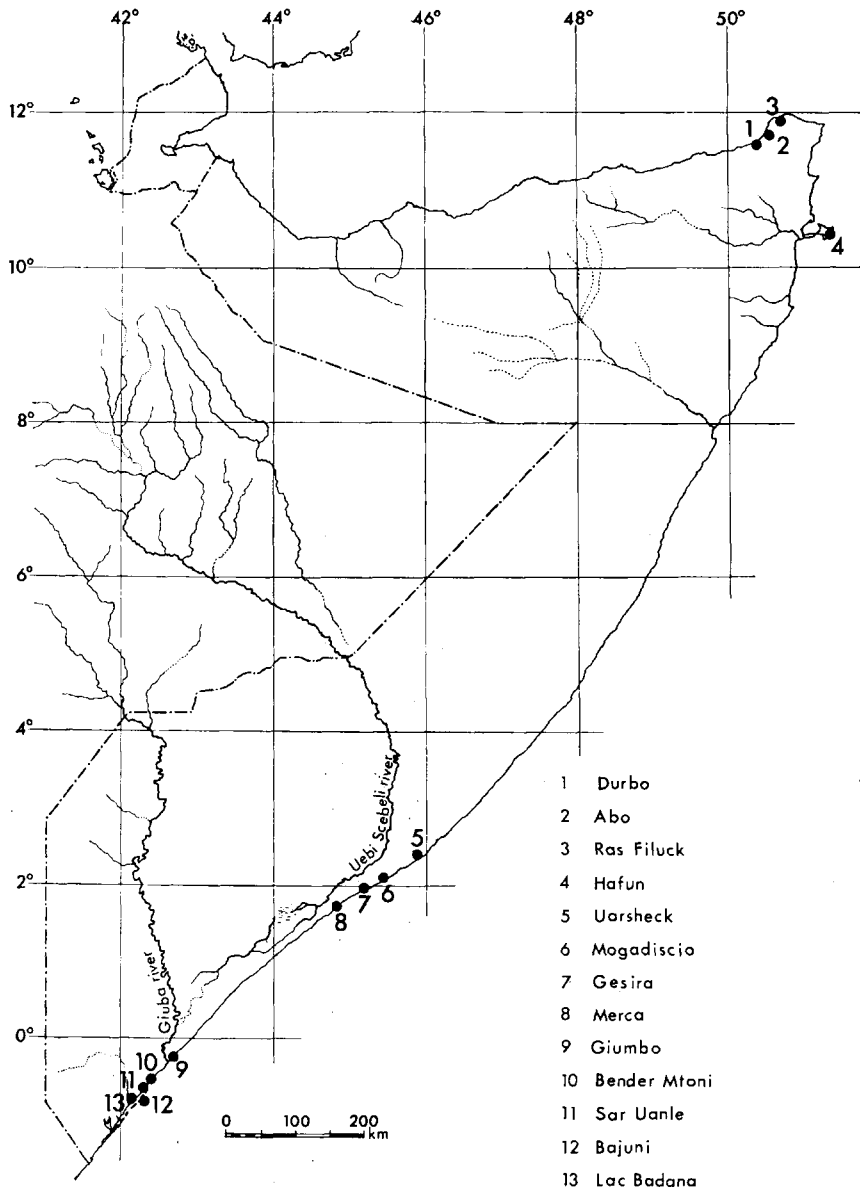 42° 44° 46° 48° 50°
12°
3
1
2
4
10°
8°
6°
4°
Uebi Scebeli river
5
2°
6
7
8
Giuba river
0°
9
10
11
12
13
0 100 200
km
1 Durbo
2 Abo
3 Ras Filuck
4 Hafun
5 Uarsheck
6 Mogadiscio
7 Gesira
8 Merca
9 Giumbo
10 Bender Mtoni
11 Sar Uanle
12 Bajuni
13 Lac Badana